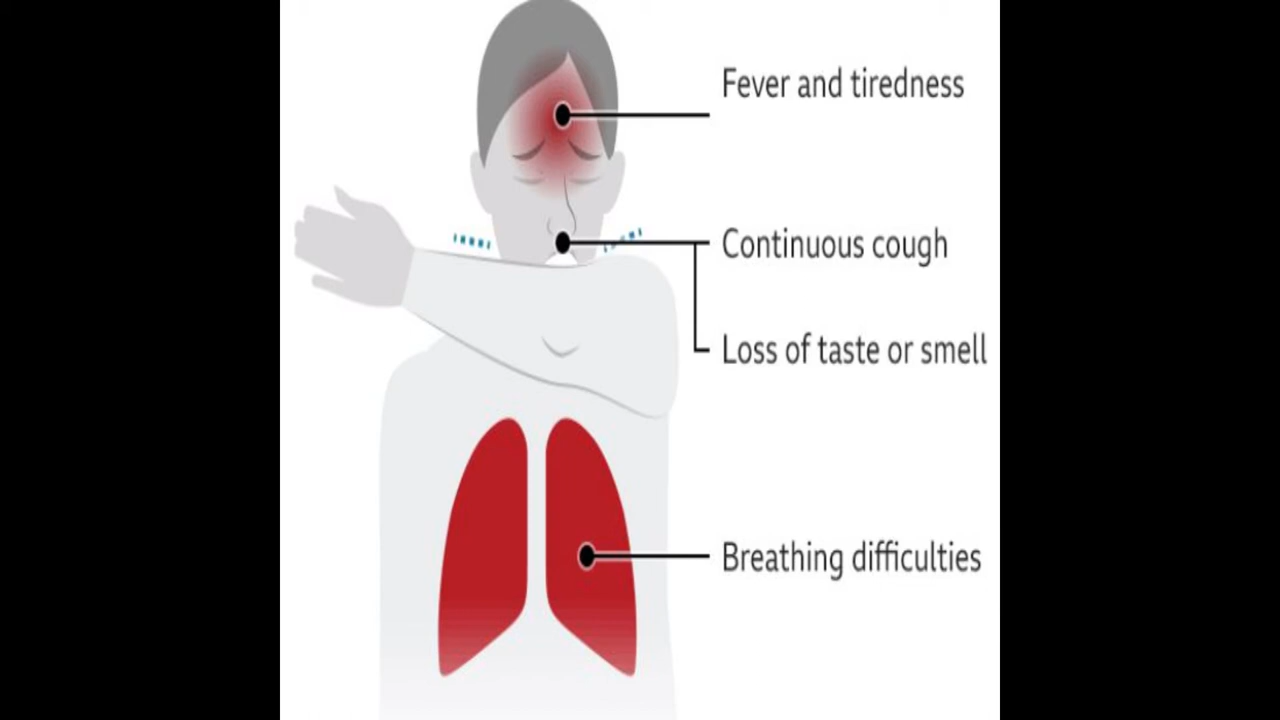 Fever and tiredness
Continuous cough
Loss of taste or smell
Breathing difficulties